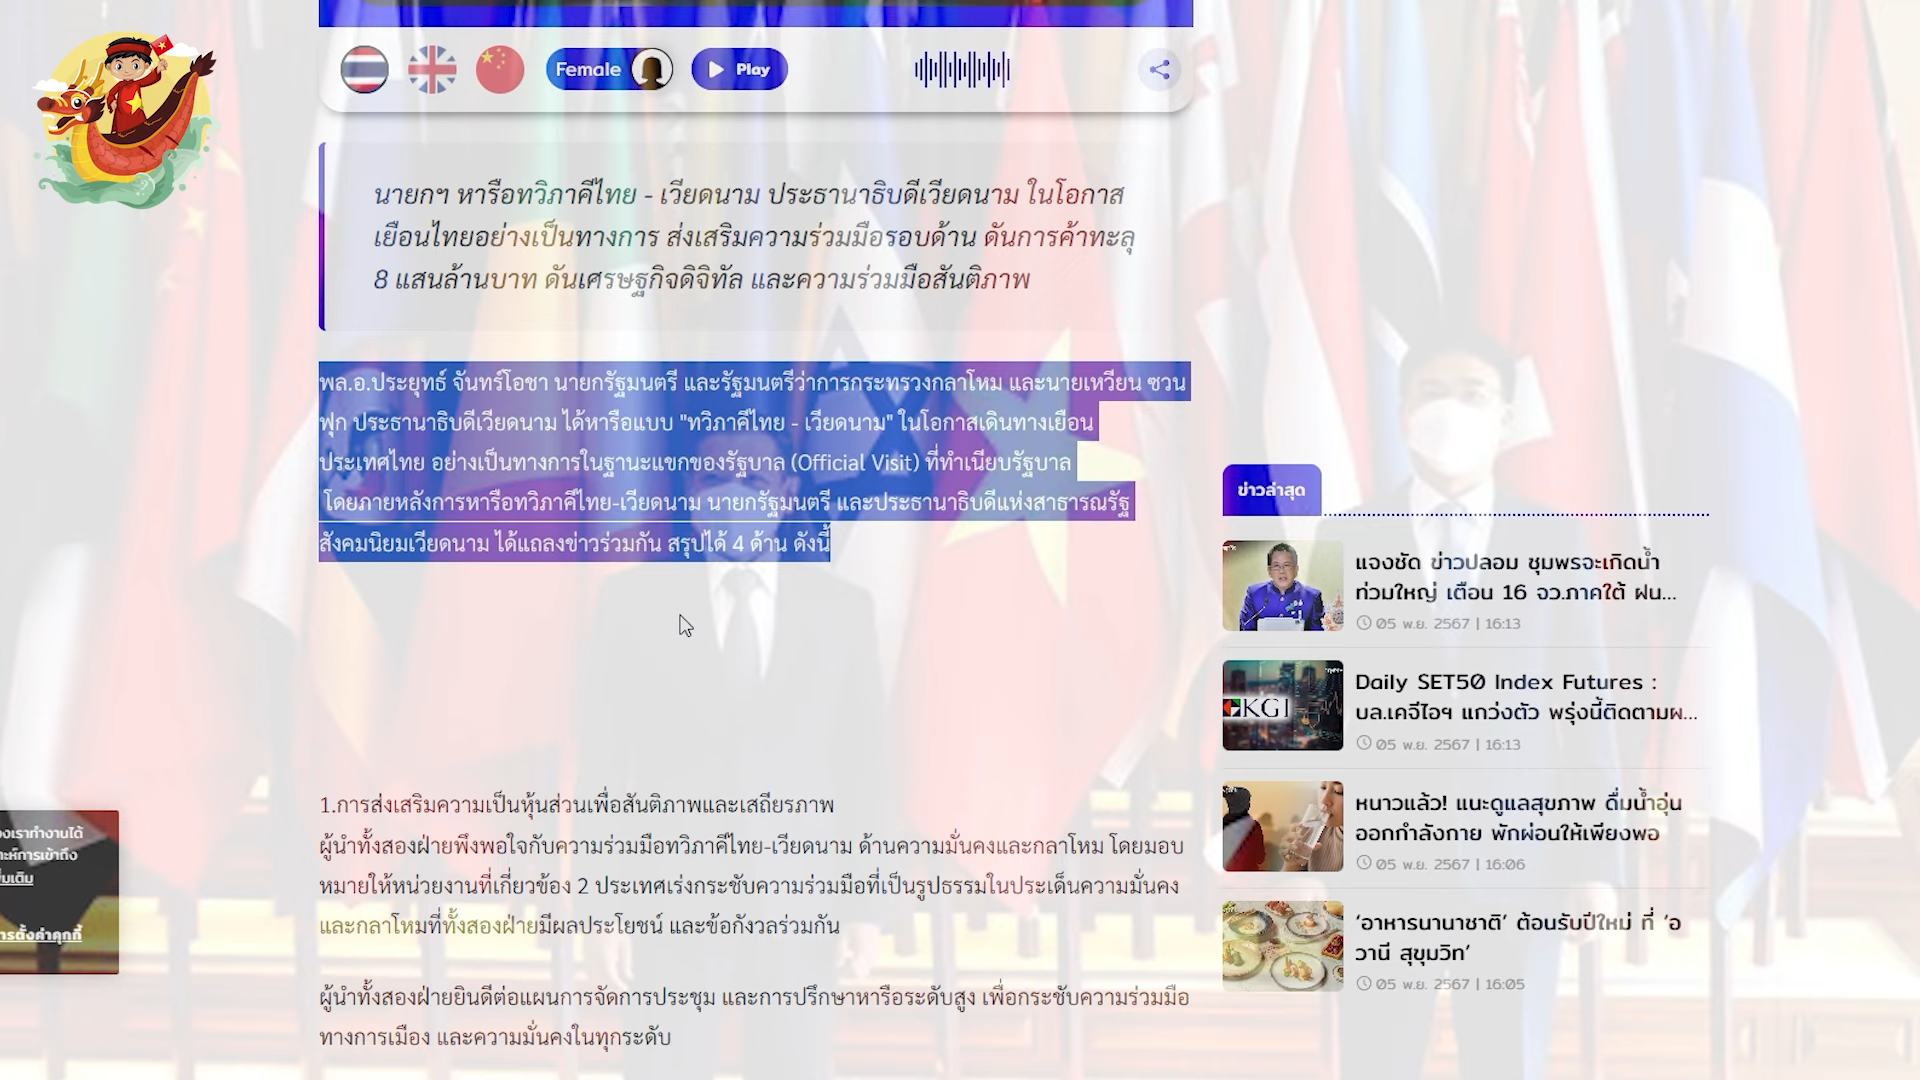 Female
Play
นายกฯ หารือทวิภาคีไทย - เวียดนาม ประธานาธิบดีเวียดนาม ในโอกาส
เยือนไทยอย่างเป็นทางการ ส่งเสริมความร่วมมือรอบด้าน ดันการค้าทะลุ
8 แสนล้านบาท ดันเศรษฐกิจดิจิทัล และความร่วมมือสันติภาพ
พล.อ.ประยุทธ์ จันทร์โอชา นายกรัฐมนตรี และรัฐมนตรีว่าการกระทรวงกลาโหม และนายเหวียน ซวน
ฟุก ประธานาธิบดีเวียดนาม ได้หารือแบบ "ทวิภาคีไทย - เวียดนาม" ในโอกาสเดินทางเยือน
ประเทศไทย อย่างเป็นทางการในฐานะแขกของรัฐบาล (Official Visit) ที่ทำเนียบรัฐบาล
โดยภายหลังการหารือทวิภาคีไทย-เวียดนาม นายกรัฐมนตรี และประธานาธิบดีแห่งสาธารณรัฐ
สังคมนิยมเวียดนาม ได้แถลงข่าวร่วมกัน สรุปได้ 4 ด้าน ดังนี้
1.การส่งเสริมความเป็นหุ้นส่วนเพื่อสันติภาพและเสถียรภาพ
ผู้นำทั้งสองฝ่ายพึงพอใจกับความร่วมมือทวิภาคีไทย-เวียดนาม ด้านความมั่นคงและกลาโหม โดยมอบ
หมายให้หน่วยงานที่เกี่ยวข้อง 2 ประเทศเร่งกระชับความร่วมมือที่เป็นรูปธรรมในประเด็นความมั่นคง
และกลาโหมที่ทั้งสองฝ่ายมีผลประโยชน์ และข้อกังวลร่วมกัน
ผู้นำทั้งสองฝ่ายยินดีต่อแผนการจัดการประชุม และการปรึกษาหารือระดับสูง เพื่อกระชับความร่วมมือ
ทางการเมือง และความมั่นคงในทุกระดับ
ข่าวล่าสุด
แจงชัด ข่าวปลอม ชุมพรจะเกิดน้ำ
ท่วมใหญ่ เตือน 16 จว.ภาคใต้ ฝน...
05 พ.ย. 2567 | 16:13
KGI
Daily SET50 Index Futures :
บล.เคจีไอฯ แกว่งตัว พรุ่งนี้ติดตามผ...
05 พ.ย. 2567 | 16:13
หนาวแล้ว! แนะดูแลสุขภาพ ดื่มน้ำอุ่น
ออกกำลังกาย พักผ่อนให้เพียงพอ
05 พ.ย. 2567 | 16:06
‘อาหารนานาชาติ’ ต้อนรับปีใหม่ ที่ ‘อ
วานี สุขุมวิท’
05 พ.ย. 2567 | 16:05
องเราทำงานได้
าะห์การเข้าถึง
ิ่มเติม
ารตั้งค่าคุกกี้